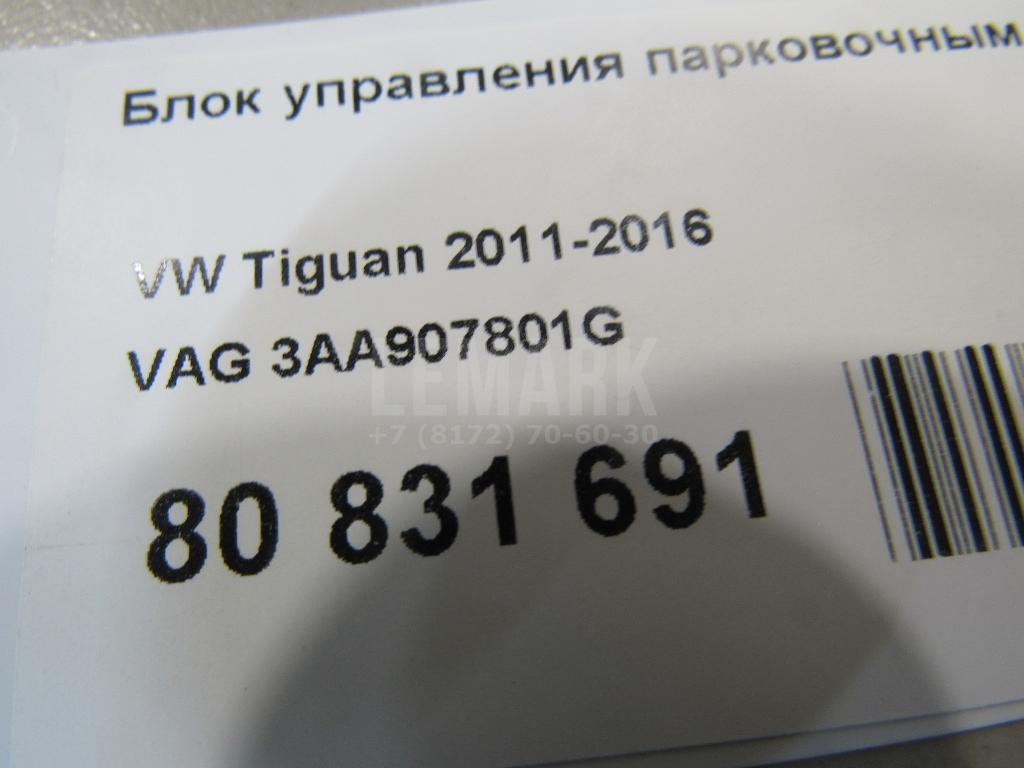 Блок управления парковочным
VW Tiguan 2011-2016
VAG 3AA907801G
LEMARK
+7 (8172) 70-60-30
80 831 691